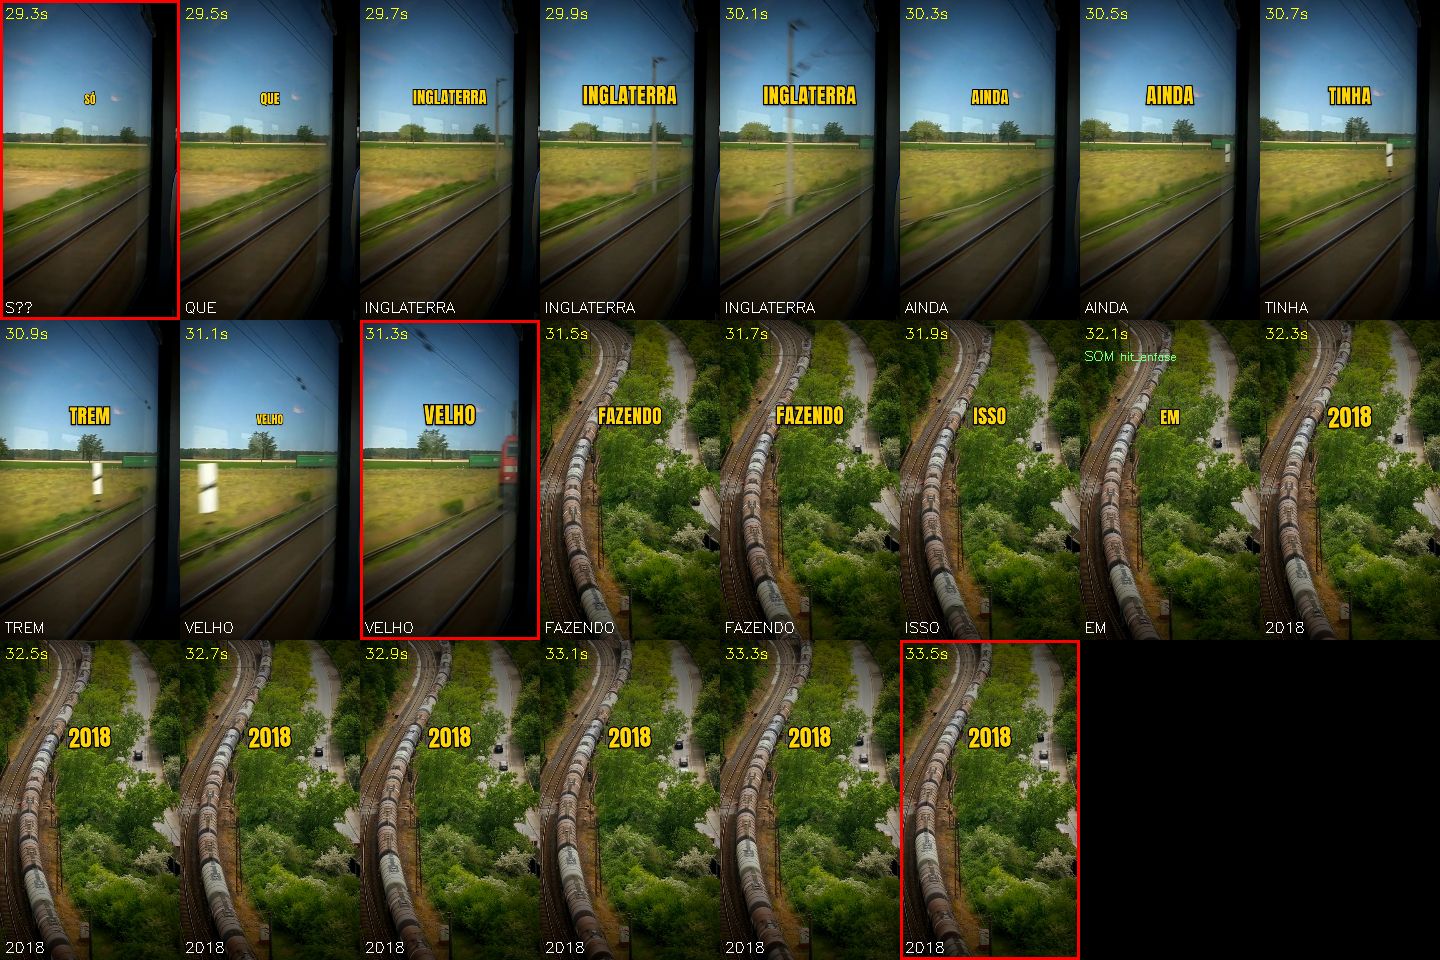 29.3s
SÓ
S??
29.5s
QUE
QUE
29.7s
INGLATERRA
INGLATERRA
29.9s
INGLATERRA
INGLATERRA
30.1s
INGLATERRA
INGLATERRA
30.3s
AINDA
AINDA
30.5s
AINDA
AINDA
30.7s
TINHA
TINHA
30.9s
TREM
TREM
31.1s
VELHO
VELHO
31.3s
VELHO
VELHO
31.5s
FAZENDO
FAZENDO
31.7s
FAZENDO
FAZENDO
31.9s
ISSO
ISSO
32.1s
SOM hit_enfase
EM
EM
32.3s
2018
2018
32.5s
2018
2018
32.7s
2018
2018
32.9s
2018
2018
33.1s
2018
2018
33.3s
2018
2018
33.5s
2018
2018